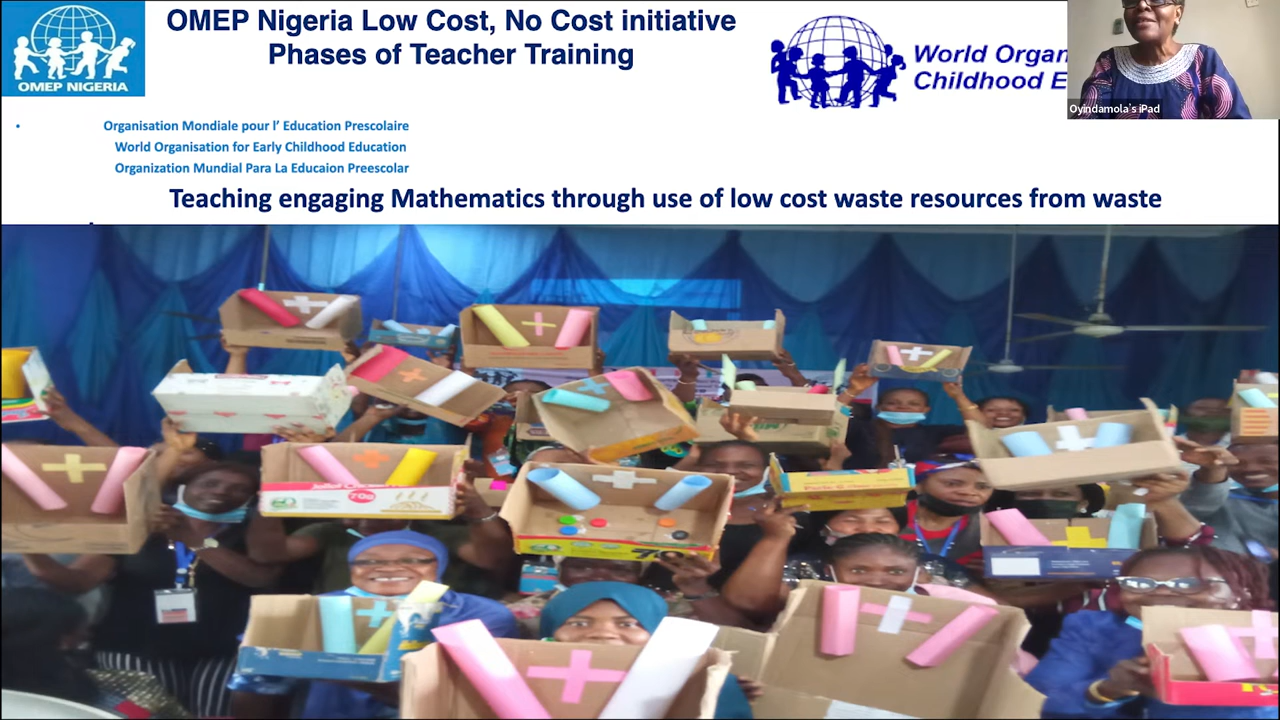 OMEP Nigeria Low Cost, No Cost initiative
Phases of Teacher Training
OMEP NIGERIA
World Organ
Childhood E
Oyindamola's iPad
• Organisation Mondiale pour l’ Education Prescolaire
World Organisation for Early Childhood Education
Organization Mundial Para La Educaion Preescolar
Teaching engaging Mathematics through use of low cost waste resources from waste
70g